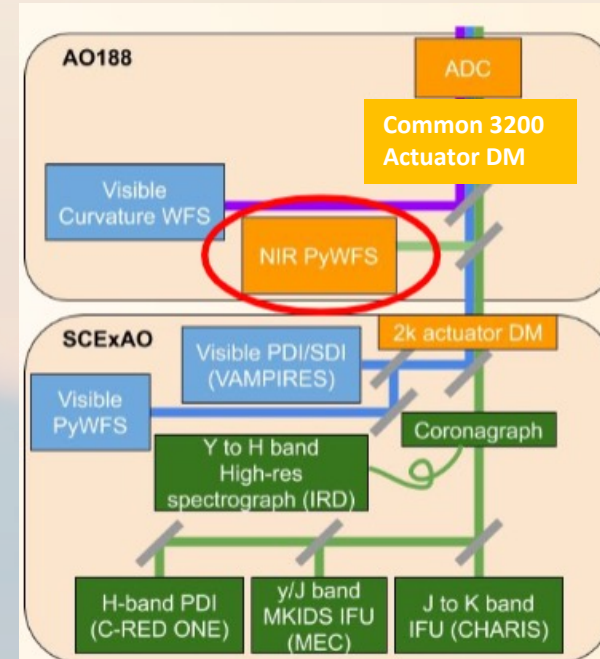 AO188
ADC
Common 3200
Actuator DM
Visible
Curvature WFS
NIR PyWFS
SCExAO
2k actuator DM
Visible PDI/SDI
(VAMPIRES)
Visible
PyWFS
Coronagraph
Y to H band
High-res
spectrograph (IRD)
H-band PDI
(C-RED ONE)
y/J band
MKIDS IFU
(MEC)
J to K band
IFU (CHARIS)